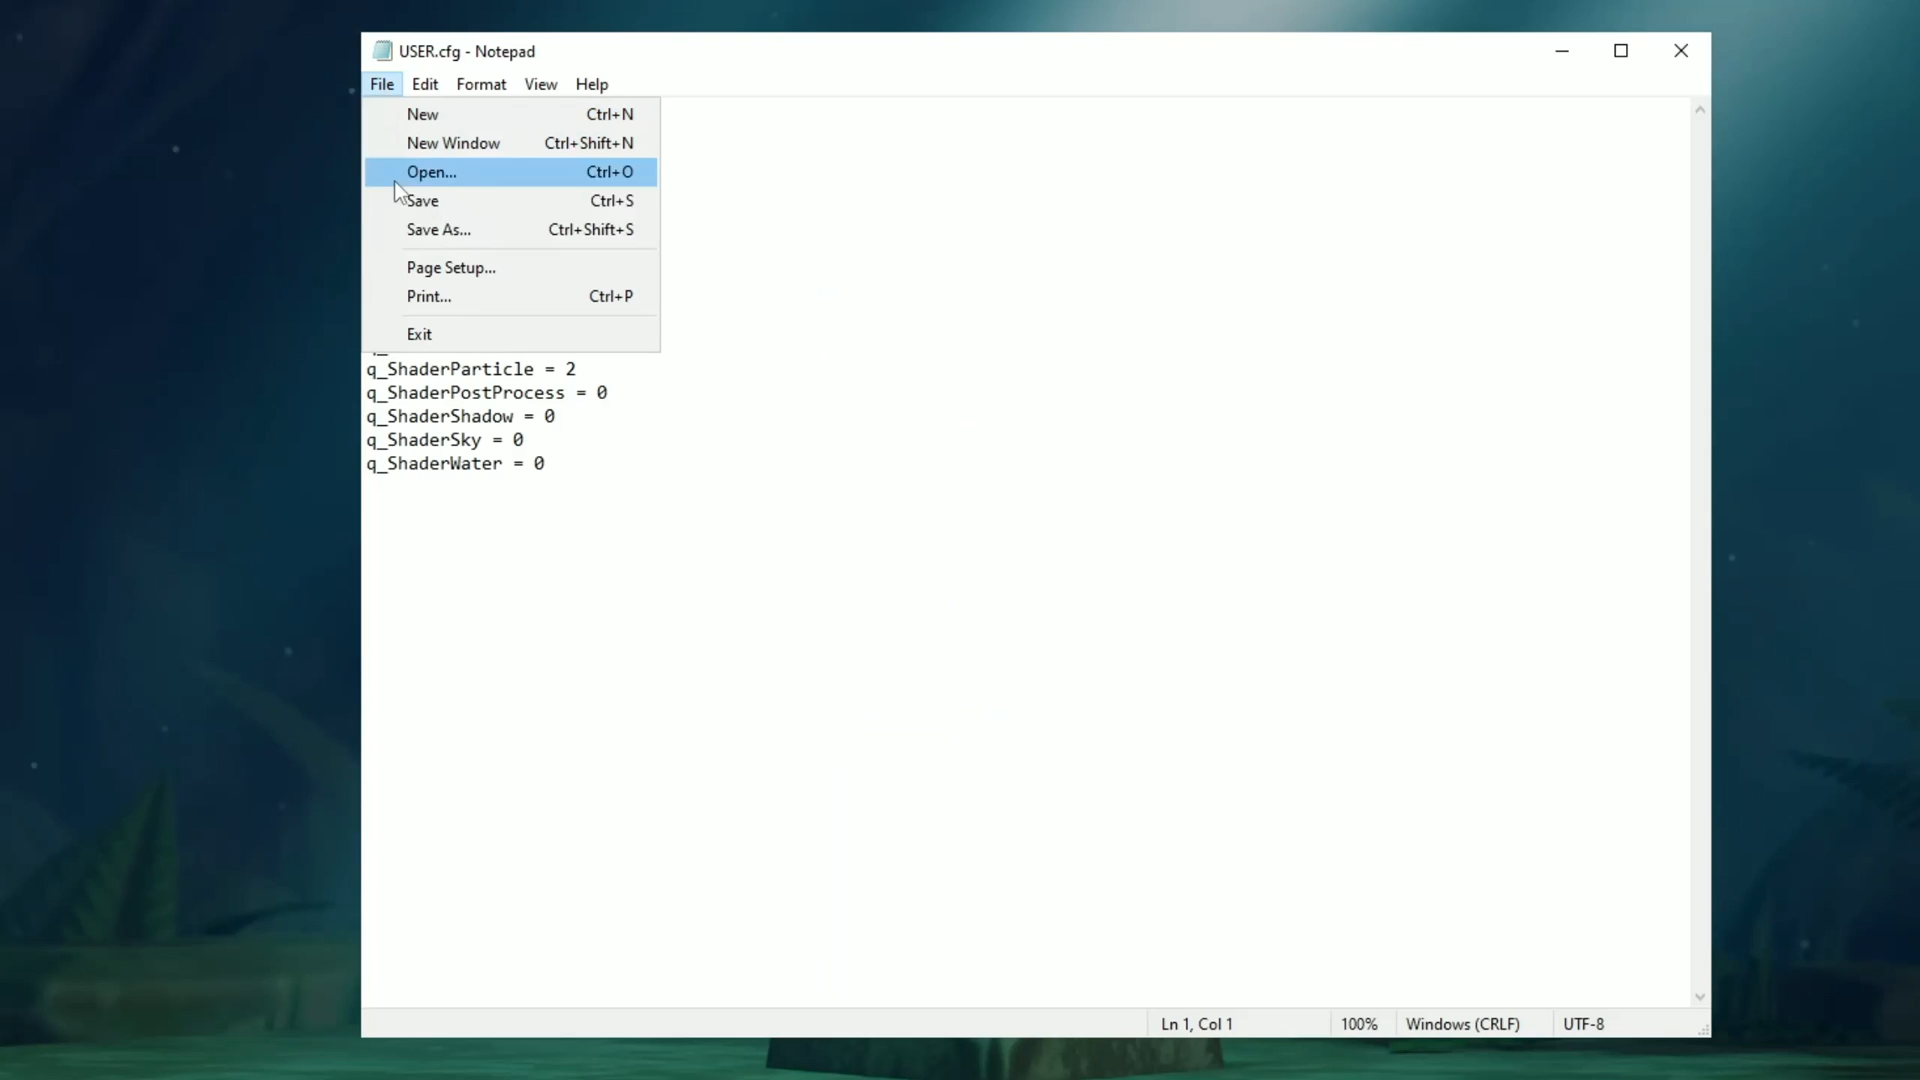 USER.cfg - Notepad
File Edit Format View Help
New Ctrl+N
New Window Ctrl+Shift+N
Open... Ctrl+O
Save Ctrl+S
Save As... Ctrl+Shift+S
Page Setup...
Print... Ctrl+P
Exit
q_ShaderParticle = 2
q_ShaderPostProcess = 0
q_ShaderShadow = 0
q_ShaderSky = 0
q_ShaderWater = 0
Ln 1, Col 1 100% Windows (CRLF) UTF-8